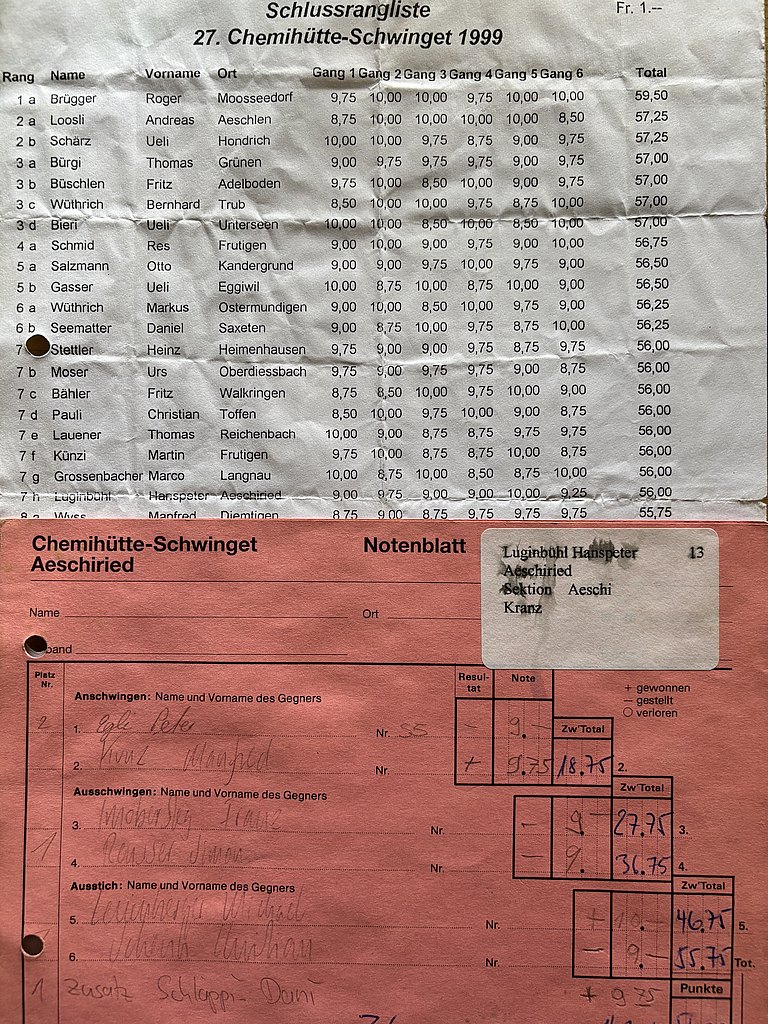 Schlussrangliste Fr. 1.--
27. Chemihütte-Schwinget 1999
Rang Name Vorname Ort Gang 1 Gang 2 Gang 3 Gang 4 Gang 5 Gang 6 Total
1 a Brügger Roger Moosseedorf 9,75 10,00 10,00 9,75 10,00 10,00 59,50
2 a Loosli Andreas Aeschlen 8,75 10,00 10,00 10,00 10,00 8,50 57,25
2 b Schärz Ueli Hondrich 10,00 10,00 9,75 8,75 9,00 9,75 57,25
3 a Bürgi Thomas Grünen 9,00 9,75 9,75 9,75 9,00 9,75 57,00
3 b Büschlen Fritz Adelboden 9,75 10,00 8,50 10,00 9,00 9,75 57,00
3 c Wüthrich Bernhard Trub 8,50 10,00 10,00 9,75 8,75 10,00 57,00
3 d Bieri Ueli Unterseen 10,00 10,00 8,50 10,00 8,50 10,00 57,00
4 a Schmid Res Frutigen 9,00 10,00 9,00 9,75 9,00 10,00 56,75
5 a Salzmann Otto Kandergrund 9,00 9,00 9,75 10,00 9,75 9,00 56,50
5 b Gasser Ueli Eggiwil 10,00 8,75 10,00 8,75 10,00 9,00 56,50
6 a Wüthrich Markus Ostermundigen 9,00 10,00 8,50 10,00 9,75 9,00 56,25
6 b Seematter Daniel Saxeten 9,00 8,75 10,00 9,75 8,75 10,00 56,25
7 Stettler Heinz Heimenhausen 9,75 9,00 9,00 9,75 8,75 9,75 56,00
7 b Moser Urs Oberdiessbach 9,75 9,00 9,75 8,75 9,00 9,75 56,00
7 c Bähler Fritz Walkringen 8,75 8,50 10,00 9,75 10,00 9,00 56,00
7 d Pauli Christian Toffen 8,50 10,00 9,75 10,00 9,00 8,75 56,00
7 e Lauener Thomas Reichenbach 10,00 9,00 8,75 8,75 9,75 9,75 56,00
7 f Künzi Martin Frutigen 9,75 10,00 8,75 8,75 10,00 8,75 56,00
7 g Grossenbacher Marco Langnau 10,00 8,75 10,00 8,50 8,75 10,00 56,00
7 h Luginbühl Hanspeter Aeschiried 9,00 9,75 9,00 9,00 10,00 9,25 56,00
8 a Wyss Manfred Diemtigen 8,75 9,00 8,75 9,75 9,75 9,75 55,75
Chemihütte-Schwinget Notenblatt
Aeschiried
Luginbühl Hanspeter 13
Aeschiried
Sektion Aeschi
Kranz
Name Ort
band
Platz Nr. Resul-tat Note
Anschwingen: Name und Vorname des Gegners
+ gewonnen
− gestellt
○ verloren
2 1. Egli Peter Nr. 55 − 9.− Zw'Total
2. Manfred Nr. + 9.75 18.75 2.
Ausschwingen: Name und Vorname des Gegners Zw'Total
3. Franz Nr. − 9.− 27.75 3.
1 4. Simon Nr. − 9. 36.75 4.
Ausstich: Name und Vorname des Gegners Zw'Total
5. Michael Nr. + 10.− 46.75 5.
6. Nr. − 9.− 55.75 Tot.
1 Zusatz Schläppi Dani + 9.75 Punkte